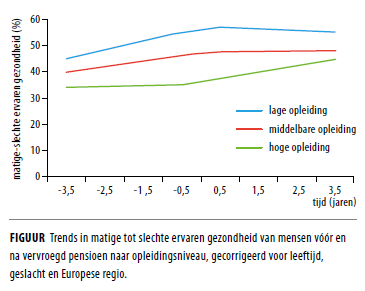 matige-slechte ervaren gezondheid (%)
60
50
40
30
20
10
0
-3,5 -2,5 -1,5 -0,5 0,5 1,5 2,5 3,5
tijd (jaren)
lage opleiding
middelbare opleiding
hoge opleiding
FIGUUR Trends in matige tot slechte ervaren gezondheid van mensen vóór en
na vervroegd pensioen naar opleidingsniveau, gecorrigeerd voor leeftijd,
geslacht en Europese regio.